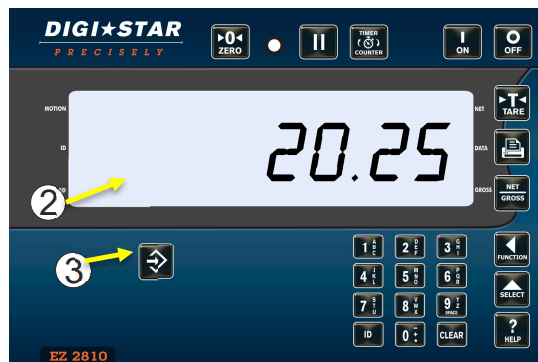 DIGI★STAR
PRECISELY
▶0◀
ZERO
TIMER
COUNTER
I
ON
O
OFF
MOTION
ID
NET
DATA
GROSS
20.25
▶T◀
TARE
NET
GROSS
2
3
1 A B C
2 D E F
3 G H I
4 J K L
5 M N O
6 P Q R
7 S T U
8 V W X
9 Y Z SPACE
ID
0
CLEAR
FUNCTION
SELECT
?
HELP
EZ 2810